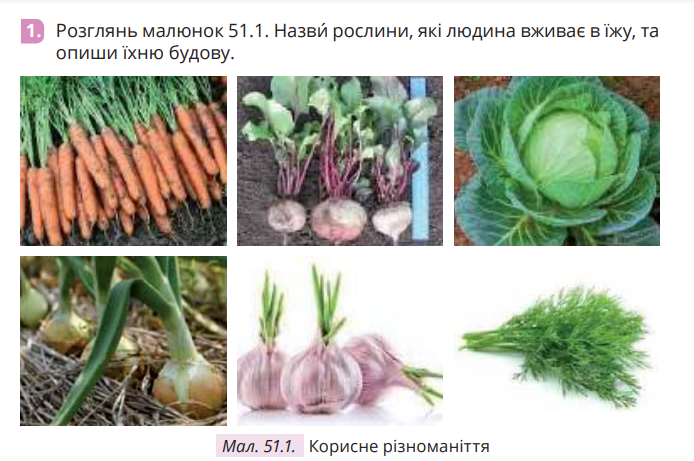 1. Розглянь малюнок 51.1. Назви́ рослини, які людина вживає в їжу, та
опиши їхню будову.
Мал. 51.1. Корисне різноманіття